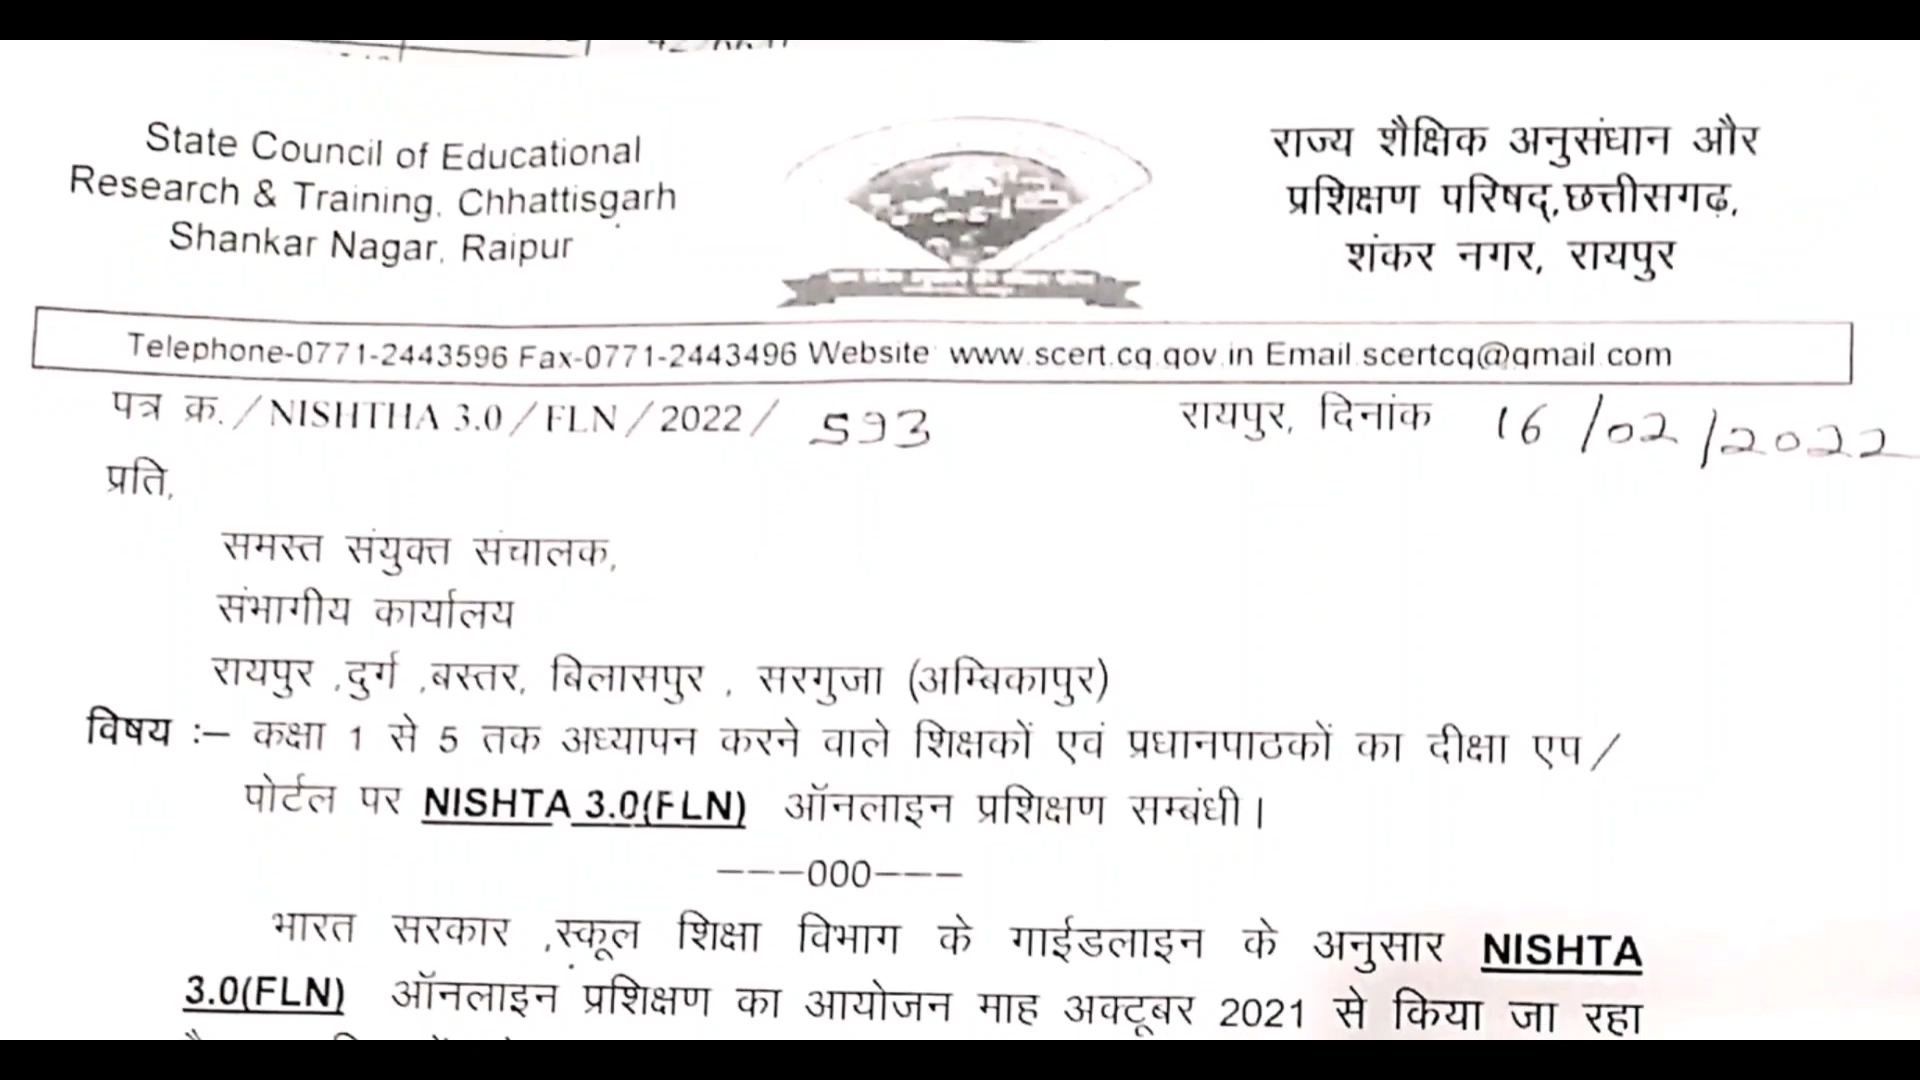 State Council of Educational
Research & Training, Chhattisgarh
Shankar Nagar, Raipur
राज्य शैक्षिक अनुसंधान और
प्रशिक्षण परिषद्,छत्तीसगढ़,
शंकर नगर, रायपुर
Telephone-0771-2443596 Fax-0771-2443496 Website www.scert.cg.gov.in Email.scertcg@gmail.com
पत्र क्र./NISHTHA 3.0/FLN/2022/ 593
रायपुर, दिनांक 16/02/2022
प्रति,
समस्त संयुक्त संचालक,
संभागीय कार्यालय
रायपुर ,दुर्ग ,बस्तर, बिलासपुर , सरगुजा (अम्बिकापुर)
विषय :– कक्षा 1 से 5 तक अध्यापन करने वाले शिक्षकों एवं प्रधानपाठकों का दीक्षा एप/
पोर्टल पर NISHTA 3.0(FLN) ऑनलाइन प्रशिक्षण सम्बंधी।
---000---
भारत सरकार ,स्कूल शिक्षा विभाग के गाईडलाइन के अनुसार NISHTA
3.0(FLN) ऑनलाइन प्रशिक्षण का आयोजन माह अक्टूबर 2021 से किया जा रहा